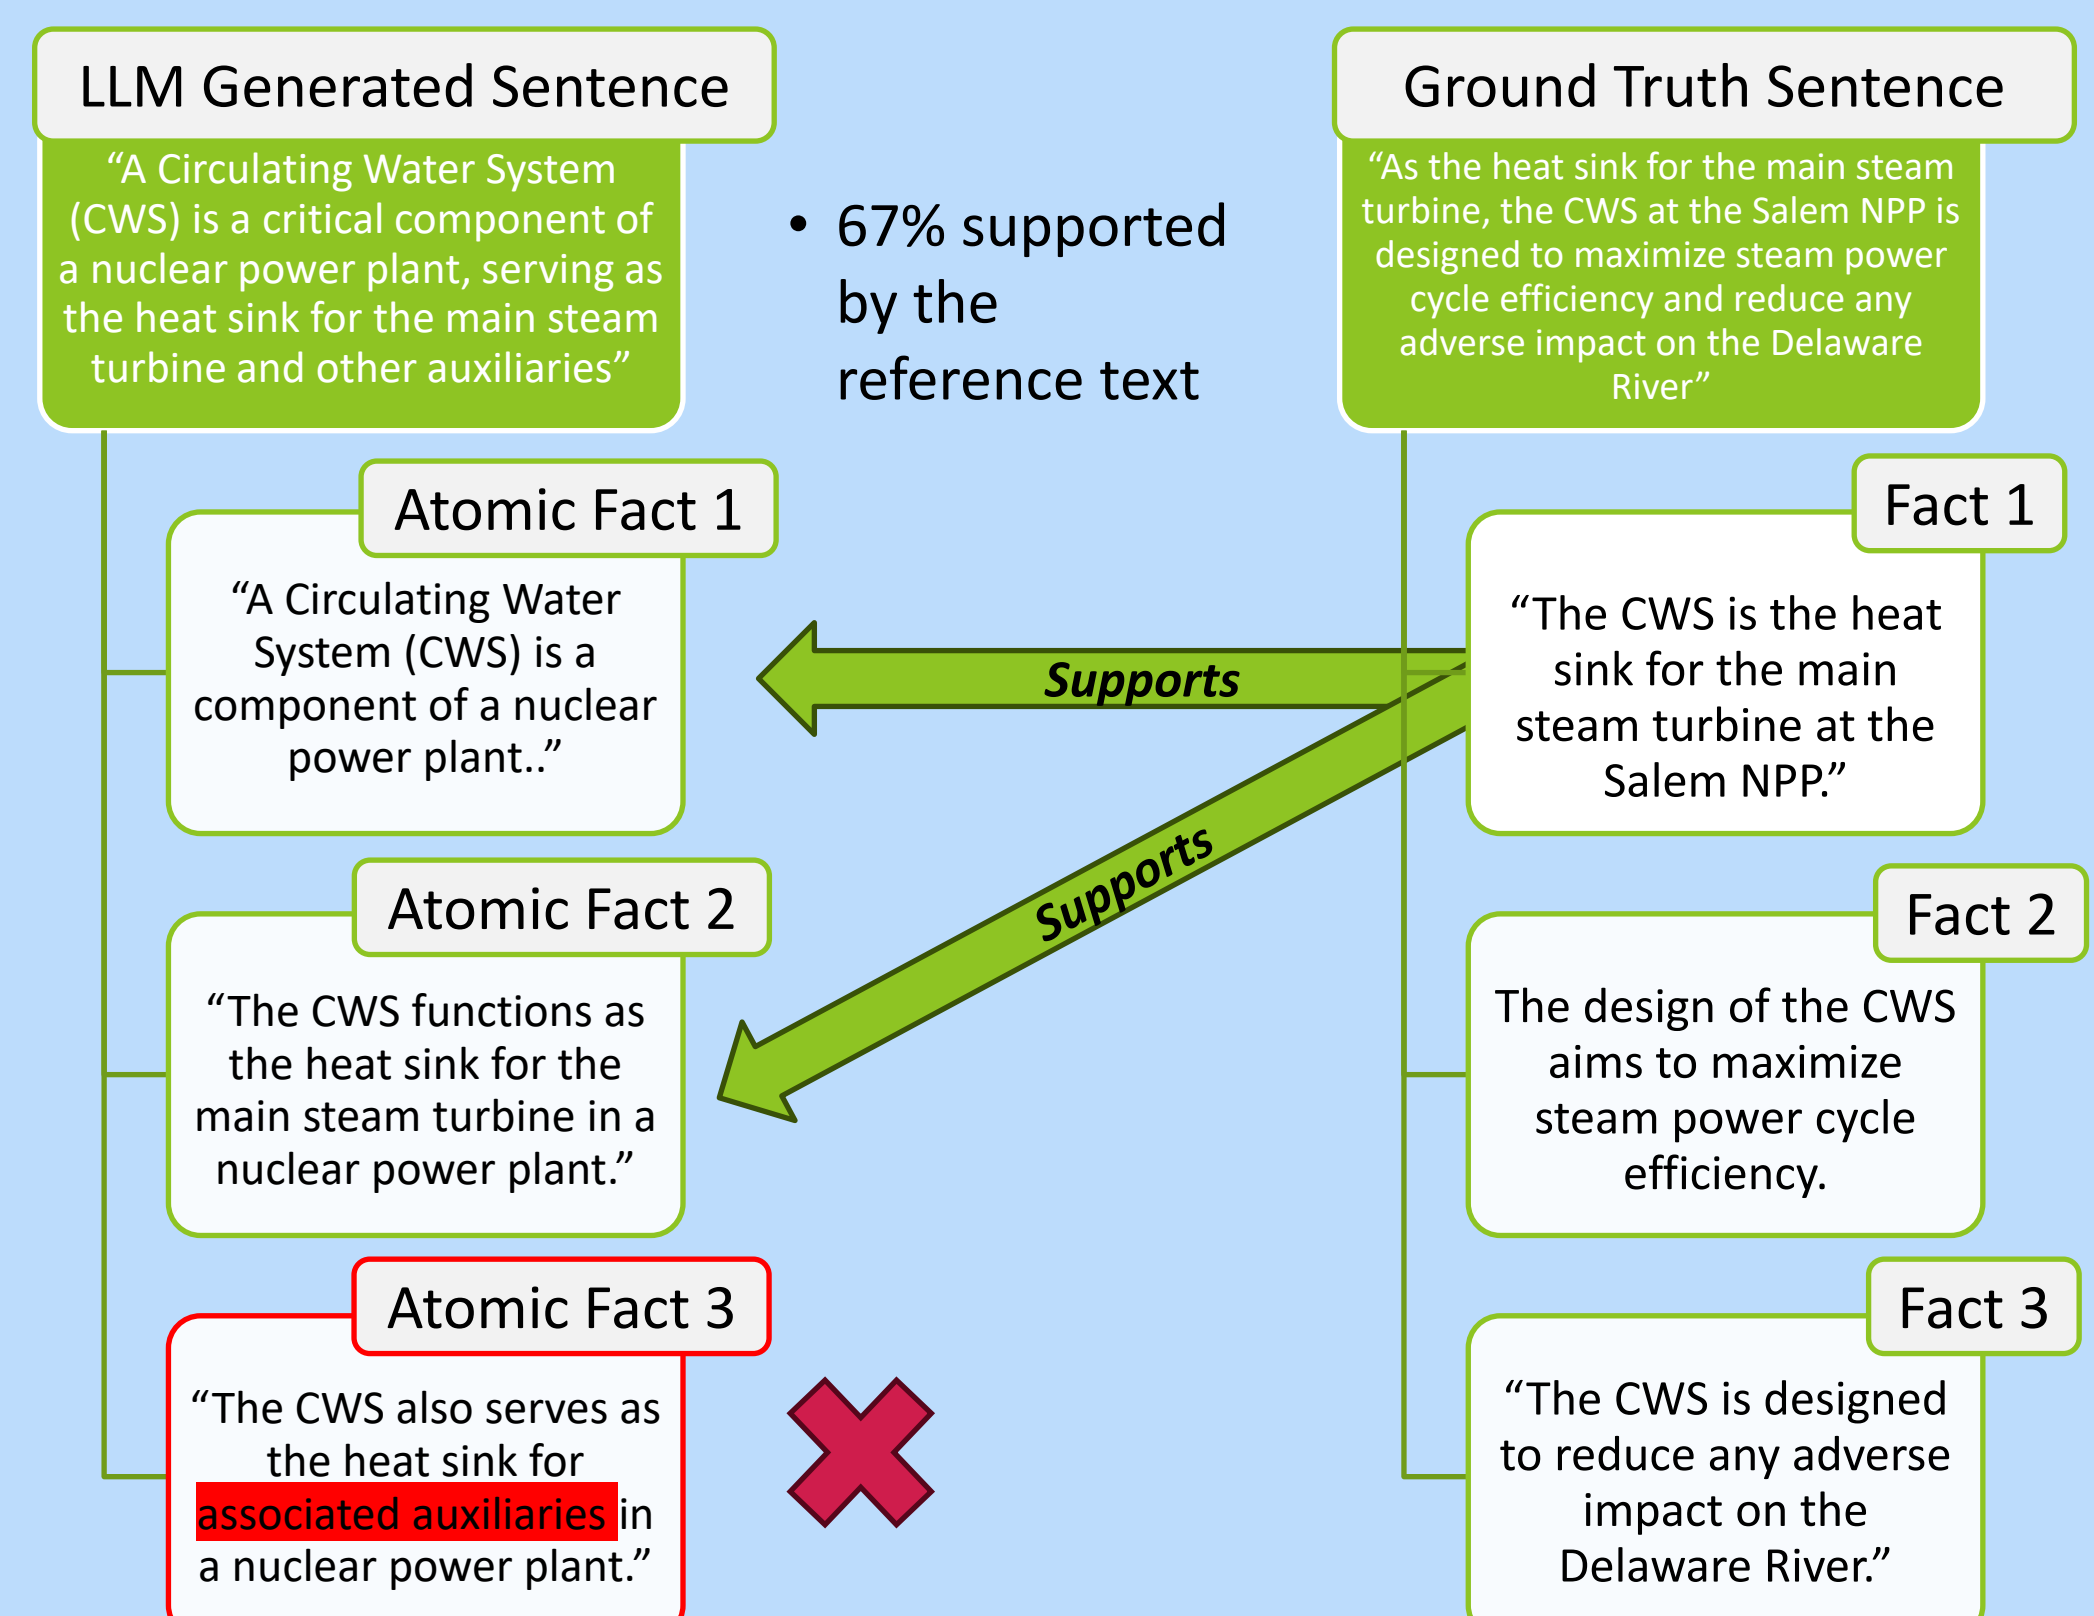 LLM Generated Sentence
“A Circulating Water System
(CWS) is a critical component of
a nuclear power plant, serving as
the heat sink for the main steam
turbine and other auxiliaries”
• 67% supported
by the
reference text
Ground Truth Sentence
“As the heat sink for the main steam
turbine, the CWS at the Salem NPP is
designed to maximize steam power
cycle efficiency and reduce any
adverse impact on the Delaware
River”
Atomic Fact 1
“A Circulating Water
System (CWS) is a
component of a nuclear
power plant..”
Supports
Fact 1
“The CWS is the heat
sink for the main
steam turbine at the
Salem NPP.”
Atomic Fact 2
“The CWS functions as
the heat sink for the
main steam turbine in a
nuclear power plant.”
Supports
Fact 2
The design of the CWS
aims to maximize
steam power cycle
efficiency.
Atomic Fact 3
“The CWS also serves as
the heat sink for
associated auxiliaries in
a nuclear power plant.”
Fact 3
“The CWS is designed
to reduce any adverse
impact on the
Delaware River.”